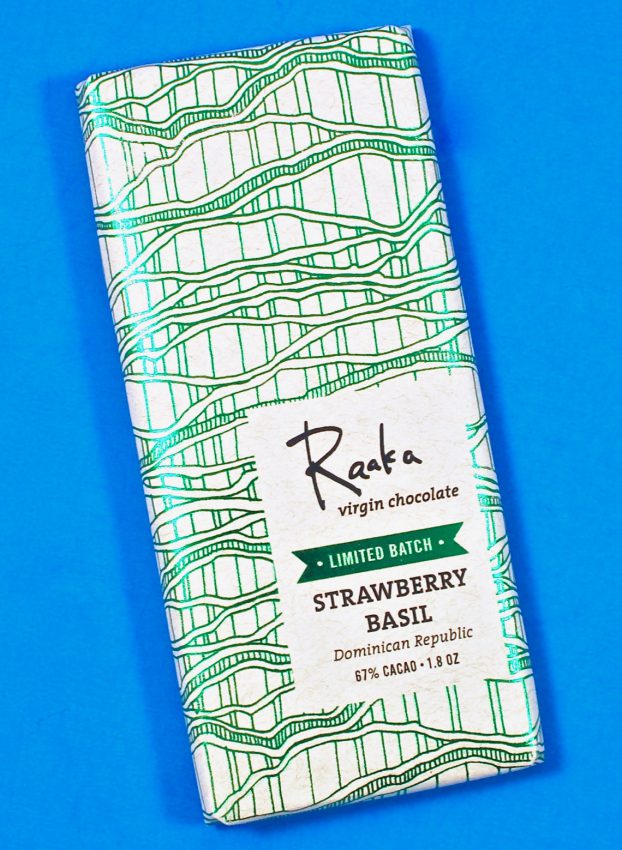 Raaka
virgin chocolate
• LIMITED BATCH •
STRAWBERRY
BASIL
Dominican Republic
67% CACAO • 1.8 OZ